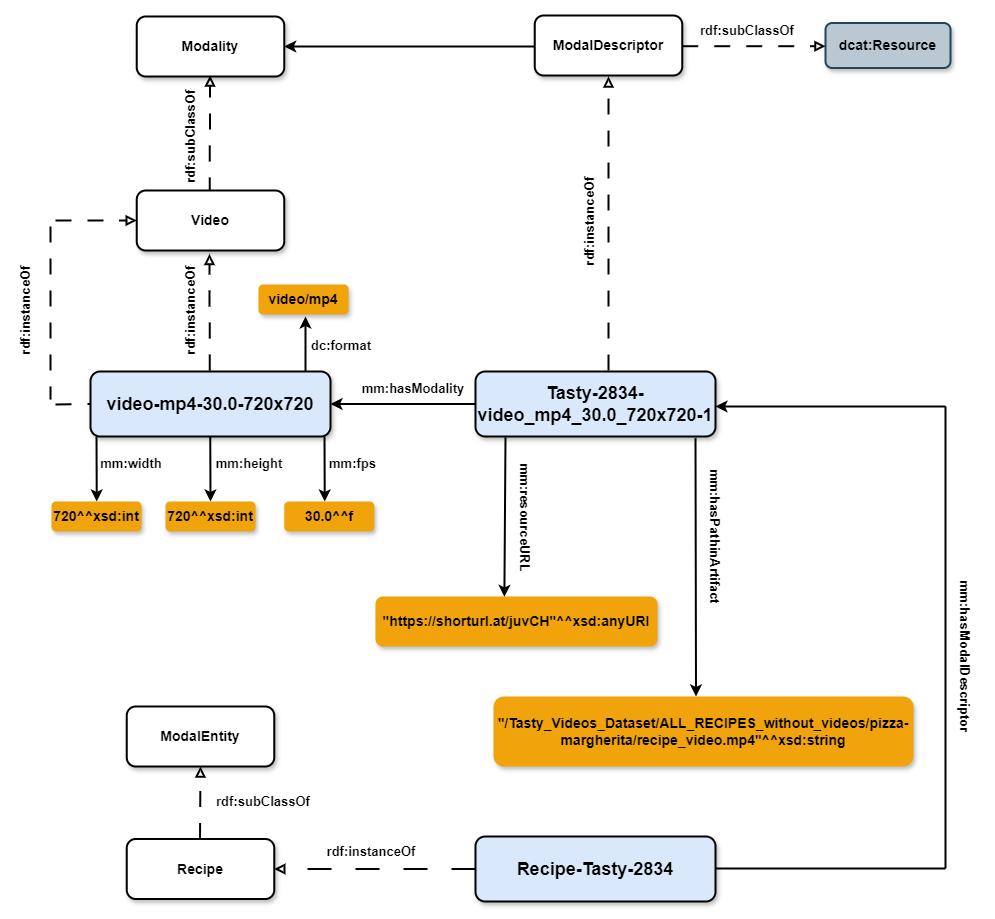 Modality
ModalDescriptor
rdf:subClassOf
dcat:Resource
rdf:subClassOf
Video
rdf:instanceOf
rdf:instanceOf
rdf:instanceOf
video/mp4
dc:format
video-mp4-30.0-720x720
mm:hasModality
Tasty-2834-
video_mp4_30.0_720x720-1
mm:width
mm:height
mm:fps
720^^xsd:int
720^^xsd:int
30.0^^f
mm:resourceURL
mm:hasPathinArtifact
"https://shorturl.at/juvCH"^^xsd:anyURI
mm:hasModalDescriptor
"/Tasty_Videos_Dataset/ALL_RECIPES_without_videos/pizza-
margherita/recipe_video.mp4"^^xsd:string
ModalEntity
rdf:subClassOf
Recipe
rdf:instanceOf
Recipe-Tasty-2834